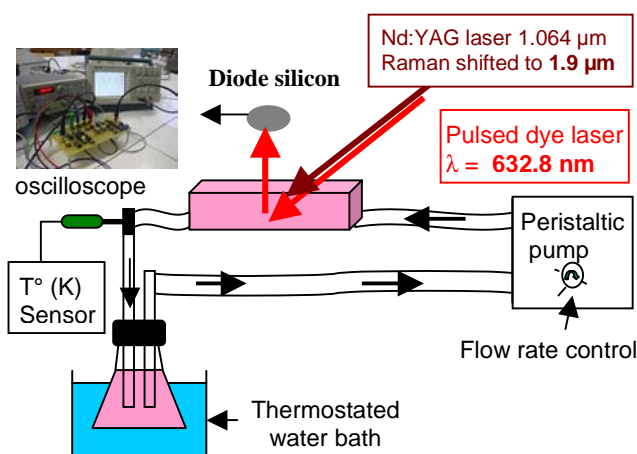 Nd:YAG laser 1.064 µm
Raman shifted to 1.9 µm
Diode silicon
Pulsed dye laser
λ = 632.8 nm
oscilloscope
Peristaltic
pump
T° (K)
Sensor
Flow rate control
Thermostated
water bath